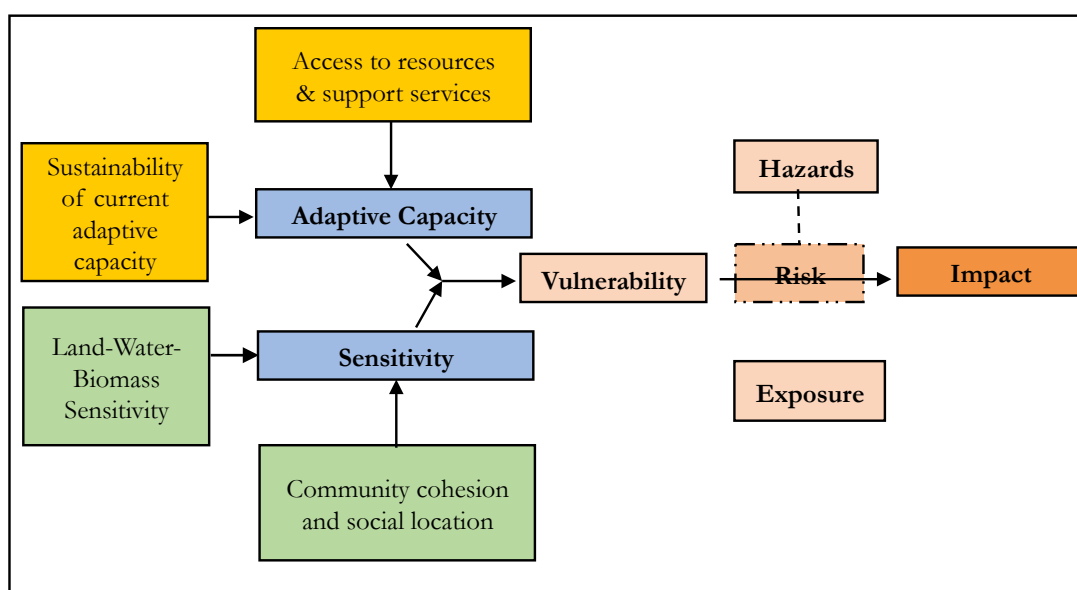 Access to resources
& support services
Sustainability
of current
adaptive
capacity
Hazards
Adaptive Capacity
Vulnerability
Risk
Impact
Land-Water-
Biomass
Sensitivity
Sensitivity
Exposure
Community cohesion
and social location